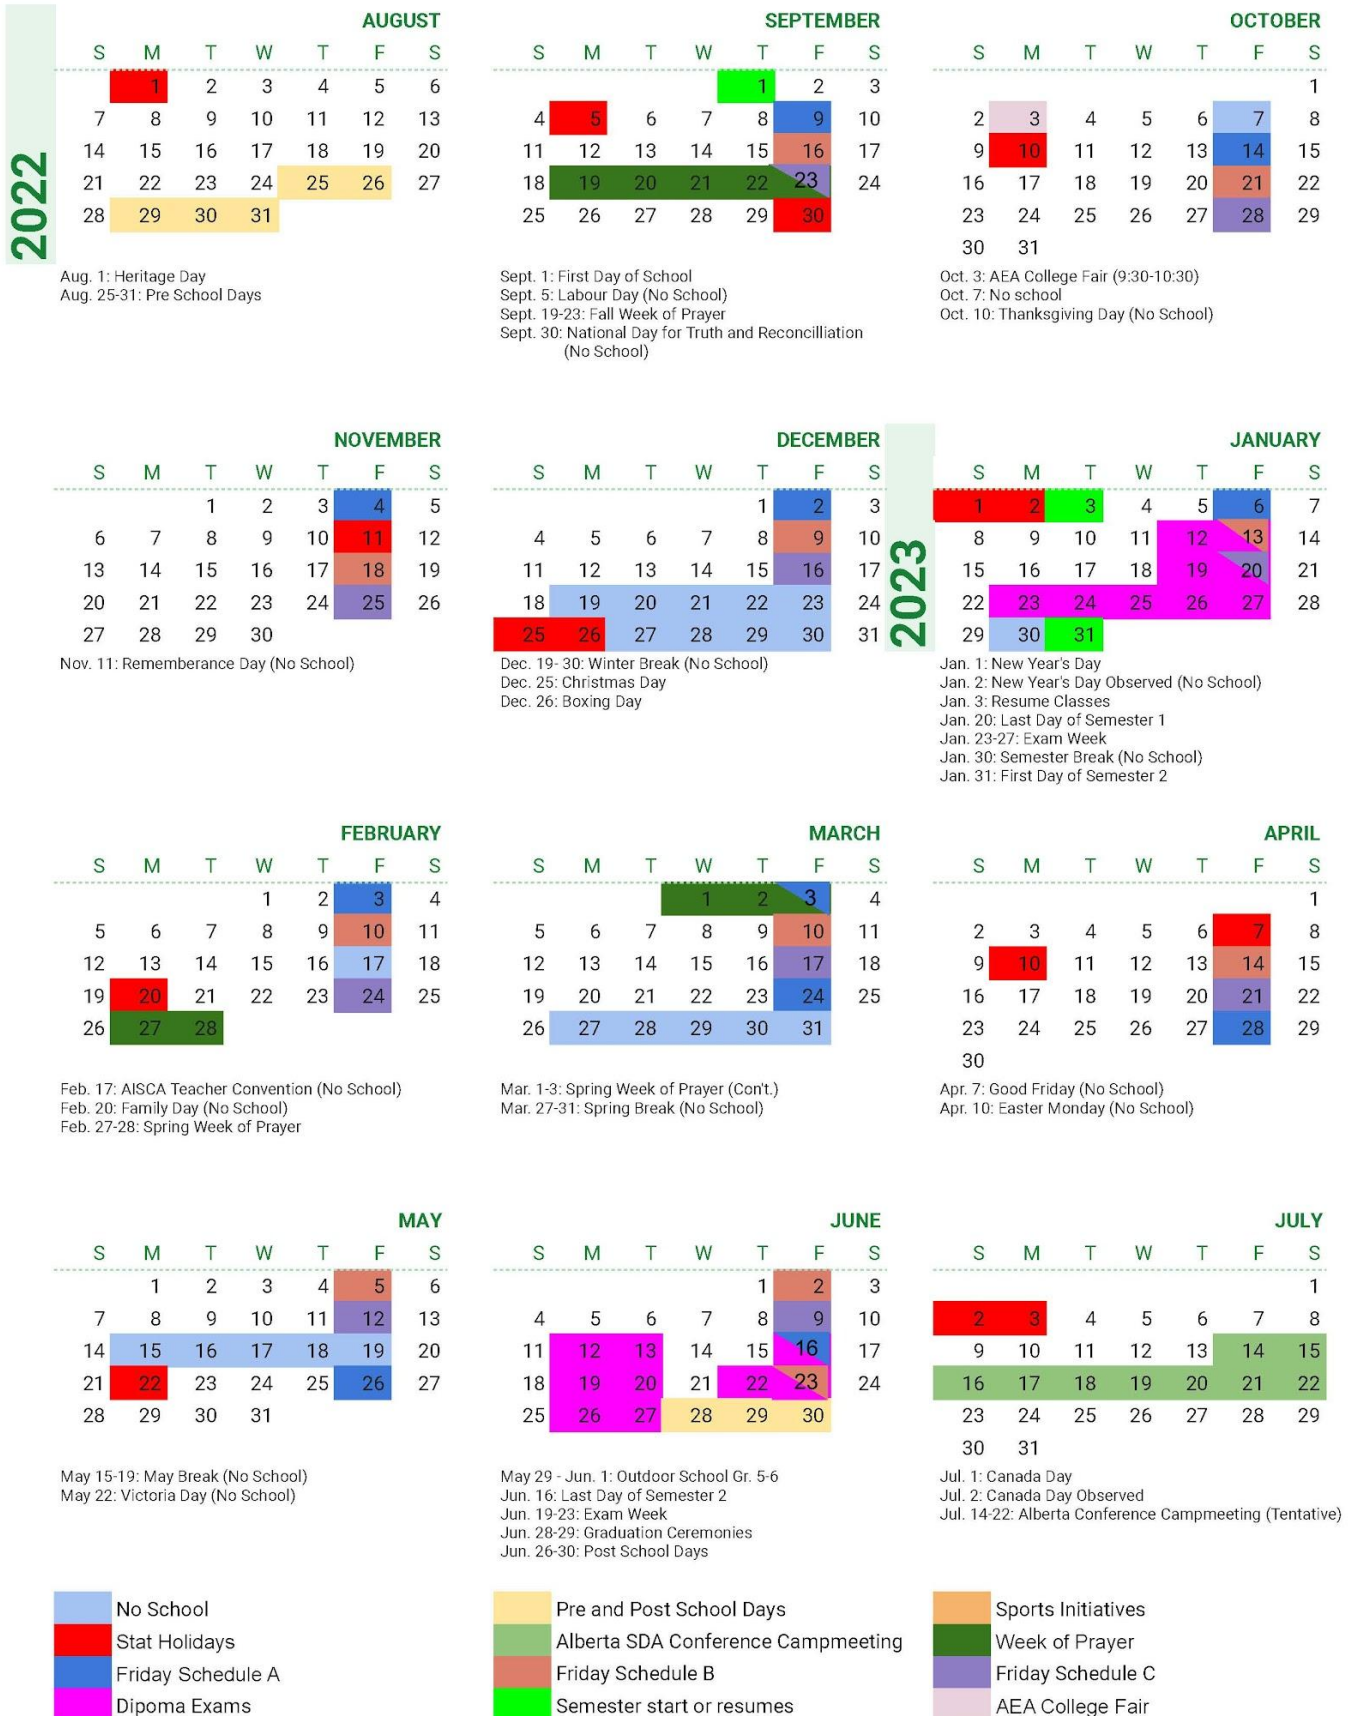 2022
AUGUST
S M T W T F S
1 2 3 4 5 6
7 8 9 10 11 12 13
14 15 16 17 18 19 20
21 22 23 24 25 26 27
28 29 30 31
Aug. 1: Heritage Day
Aug. 25-31: Pre School Days
SEPTEMBER
S M T W T F S
1 2 3
4 5 6 7 8 9 10
11 12 13 14 15 16 17
18 19 20 21 22 23 24
25 26 27 28 29 30
Sept. 1: First Day of School
Sept. 5: Labour Day (No School)
Sept. 19-23: Fall Week of Prayer
Sept. 30: National Day for Truth and Reconcilliation
(No School)
OCTOBER
S M T W T F S
1
2 3 4 5 6 7 8
9 10 11 12 13 14 15
16 17 18 19 20 21 22
23 24 25 26 27 28 29
30 31
Oct. 3: AEA College Fair (9:30-10:30)
Oct. 7: No school
Oct. 10: Thanksgiving Day (No School)
NOVEMBER
S M T W T F S
1 2 3 4 5
6 7 8 9 10 11 12
13 14 15 16 17 18 19
20 21 22 23 24 25 26
27 28 29 30
Nov. 11: Rememberance Day (No School)
DECEMBER
S M T W T F S
1 2 3
4 5 6 7 8 9 10
11 12 13 14 15 16 17
18 19 20 21 22 23 24
25 26 27 28 29 30 31
Dec. 19- 30: Winter Break (No School)
Dec. 25: Christmas Day
Dec. 26: Boxing Day
2023
JANUARY
S M T W T F S
1 2 3 4 5 6 7
8 9 10 11 12 13 14
15 16 17 18 19 20 21
22 23 24 25 26 27 28
29 30 31
Jan. 1: New Year's Day
Jan. 2: New Year's Day Observed (No School)
Jan. 3: Resume Classes
Jan. 20: Last Day of Semester 1
Jan. 23-27: Exam Week
Jan. 30: Semester Break (No School)
Jan. 31: First Day of Semester 2
FEBRUARY
S M T W T F S
1 2 3 4
5 6 7 8 9 10 11
12 13 14 15 16 17 18
19 20 21 22 23 24 25
26 27 28
Feb. 17: AISCA Teacher Convention (No School)
Feb. 20: Family Day (No School)
Feb. 27-28: Spring Week of Prayer
MARCH
S M T W T F S
1 2 3 4
5 6 7 8 9 10 11
12 13 14 15 16 17 18
19 20 21 22 23 24 25
26 27 28 29 30 31
Mar. 1-3: Spring Week of Prayer (Con't.)
Mar. 27-31: Spring Break (No School)
APRIL
S M T W T F S
1
2 3 4 5 6 7 8
9 10 11 12 13 14 15
16 17 18 19 20 21 22
23 24 25 26 27 28 29
30
Apr. 7: Good Friday (No School)
Apr. 10: Easter Monday (No School)
MAY
S M T W T F S
1 2 3 4 5 6
7 8 9 10 11 12 13
14 15 16 17 18 19 20
21 22 23 24 25 26 27
28 29 30 31
May 15-19: May Break (No School)
May 22: Victoria Day (No School)
JUNE
S M T W T F S
1 2 3
4 5 6 7 8 9 10
11 12 13 14 15 16 17
18 19 20 21 22 23 24
25 26 27 28 29 30
May 29 - Jun. 1: Outdoor School Gr. 5-6
Jun. 16: Last Day of Semester 2
Jun. 19-23: Exam Week
Jun. 28-29: Graduation Ceremonies
Jun. 26-30: Post School Days
JULY
S M T W T F S
1
2 3 4 5 6 7 8
9 10 11 12 13 14 15
16 17 18 19 20 21 22
23 24 25 26 27 28 29
30 31
Jul. 1: Canada Day
Jul. 2: Canada Day Observed
Jul. 14-22: Alberta Conference Campmeeting (Tentative)
No School
Stat Holidays
Friday Schedule A
Dipoma Exams
Pre and Post School Days
Alberta SDA Conference Campmeeting
Friday Schedule B
Semester start or resumes
Sports Initiatives
Week of Prayer
Friday Schedule C
AEA College Fair